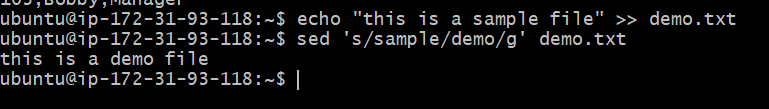 103,Bobby,Manager
ubuntu@ip-172-31-93-118:~$ echo "this is a sample file" >> demo.txt
ubuntu@ip-172-31-93-118:~$ sed 's/sample/demo/g' demo.txt
this is a demo file
ubuntu@ip-172-31-93-118:~$